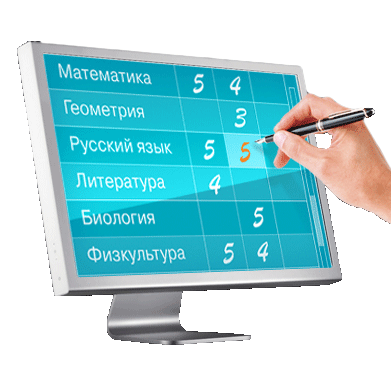 Математика 5 4
Геометрия 3
Русский язык 5 5
Литература 4
Биология 5
Физкультура 5 4